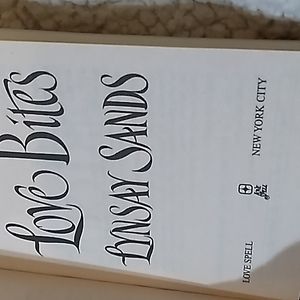 Love Bites
LYNSAY SANDS
LOVE SPELL
NEW YORK CITY